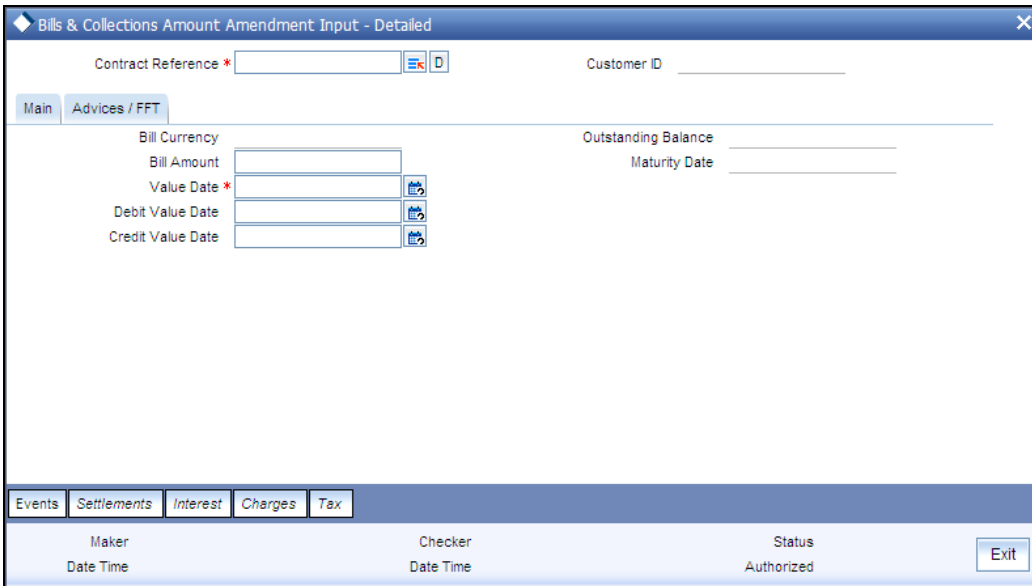 Bills & Collections Amount Amendment Input - Detailed
Contract Reference * D Customer ID
Main Advices / FFT
Bill Currency Outstanding Balance
Bill Amount Maturity Date
Value Date *
Debit Value Date
Credit Value Date
Events Settlements Interest Charges Tax
Maker Checker Status
Date Time Date Time Authorized
Exit